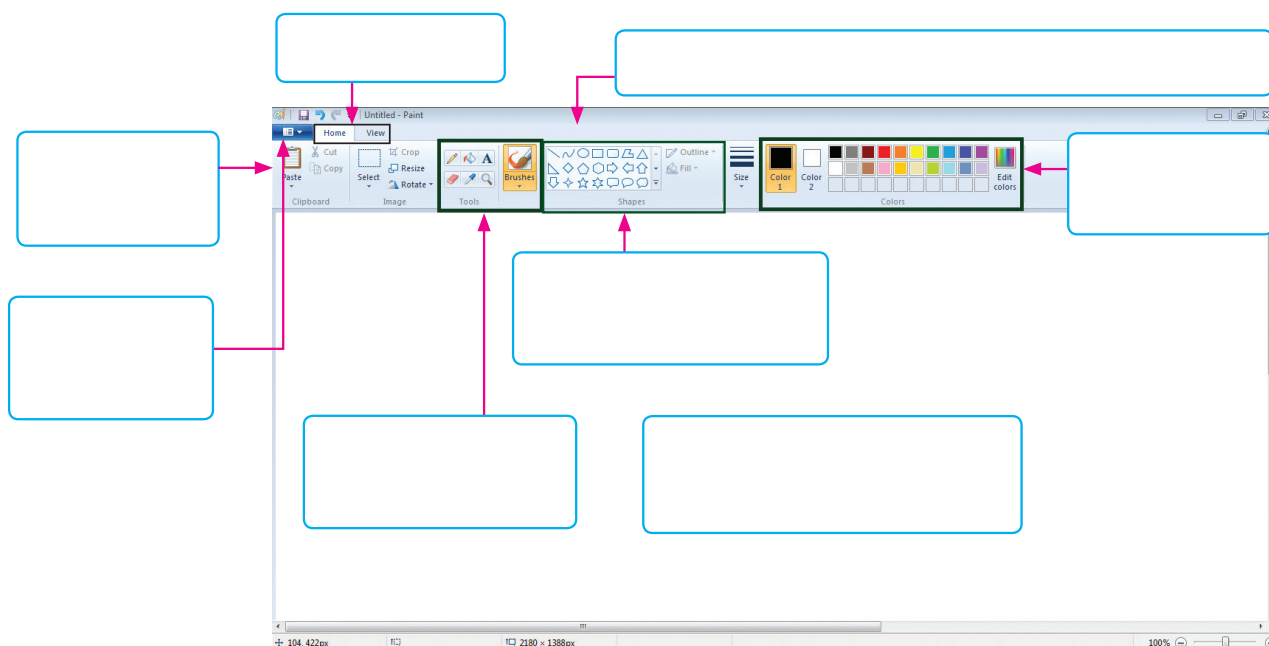 Untitled - Paint
Home View
Paste
Cut
Copy
Clipboard
Select
Crop
Resize
Rotate
Image
A
Tools
Brushes
Outline
Fill
Shapes
Size
Color 1
Color 2
Edit colors
Colors
104, 422px
2180 × 1388px
100%